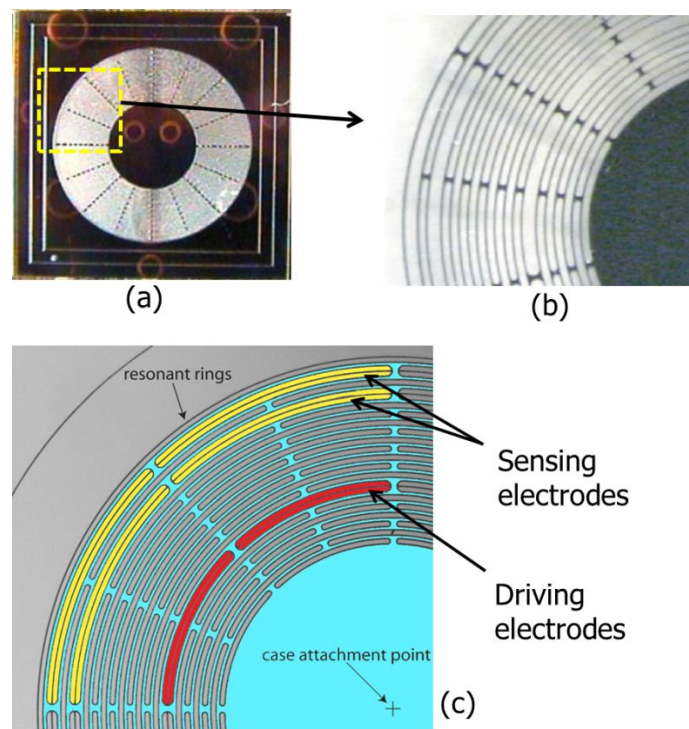 (a)
(b)
resonant rings
Sensing
electrodes
Driving
electrodes
case attachment point
(c)